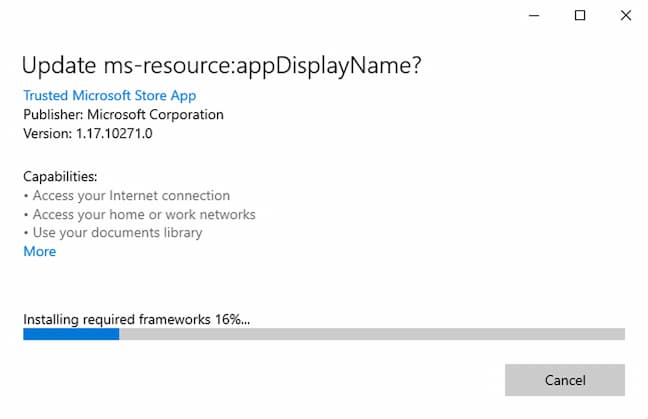 Update ms-resource:appDisplayName?
Trusted Microsoft Store App
Publisher: Microsoft Corporation
Version: 1.17.10271.0
Capabilities:
• Access your Internet connection
• Access your home or work networks
• Use your documents library
More
Installing required frameworks 16%...
Cancel